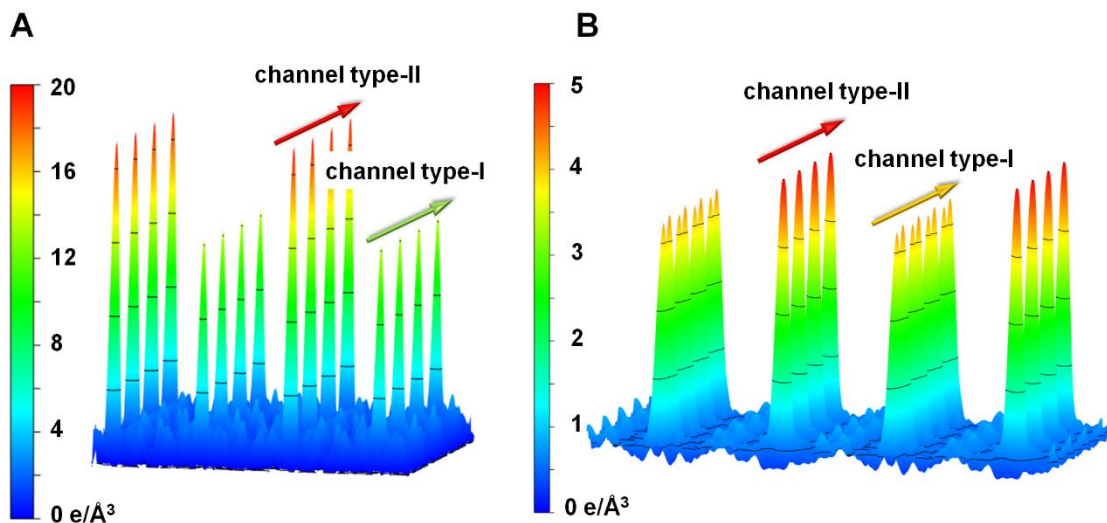 A
20
16
12
8
4
0 e/Å³
channel type-II
channel type-I
B
5
4
3
2
1
0 e/Å³
channel type-II
channel type-I